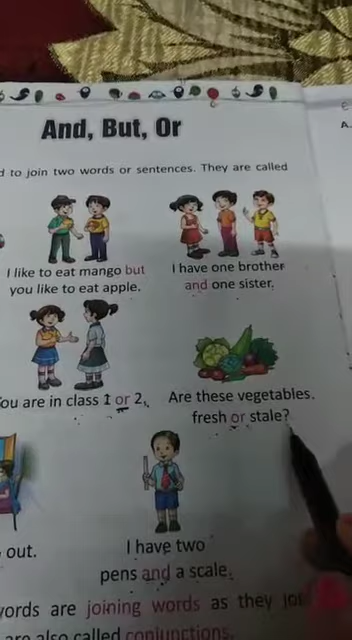 And, But, Or
to join two words or sentences. They are called
I like to eat mango but
you like to eat apple.
I have one brother
and one sister.
You are in class 1 or 2.
Are these vegetables.
fresh or stale?
out.
I have two
pens and a scale.
words are joining words as they
are also called conjunctions
A.